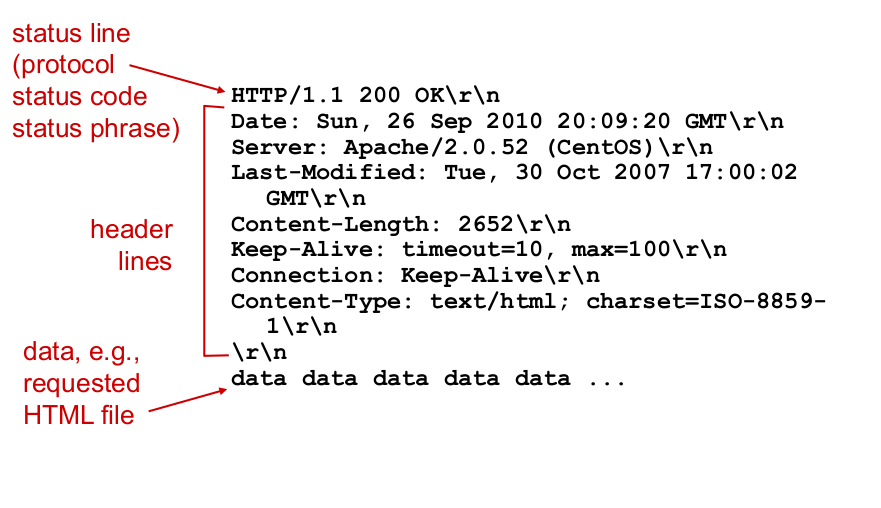 status line
(protocol
status code
status phrase)
HTTP/1.1 200 OK\r\n
Date: Sun, 26 Sep 2010 20:09:20 GMT\r\n
Server: Apache/2.0.52 (CentOS)\r\n
Last-Modified: Tue, 30 Oct 2007 17:00:02
GMT\r\n
Content-Length: 2652\r\n
Keep-Alive: timeout=10, max=100\r\n
Connection: Keep-Alive\r\n
Content-Type: text/html; charset=ISO-8859-
1\r\n
\r\n
data data data data data ...
header
lines
data, e.g.,
requested
HTML file